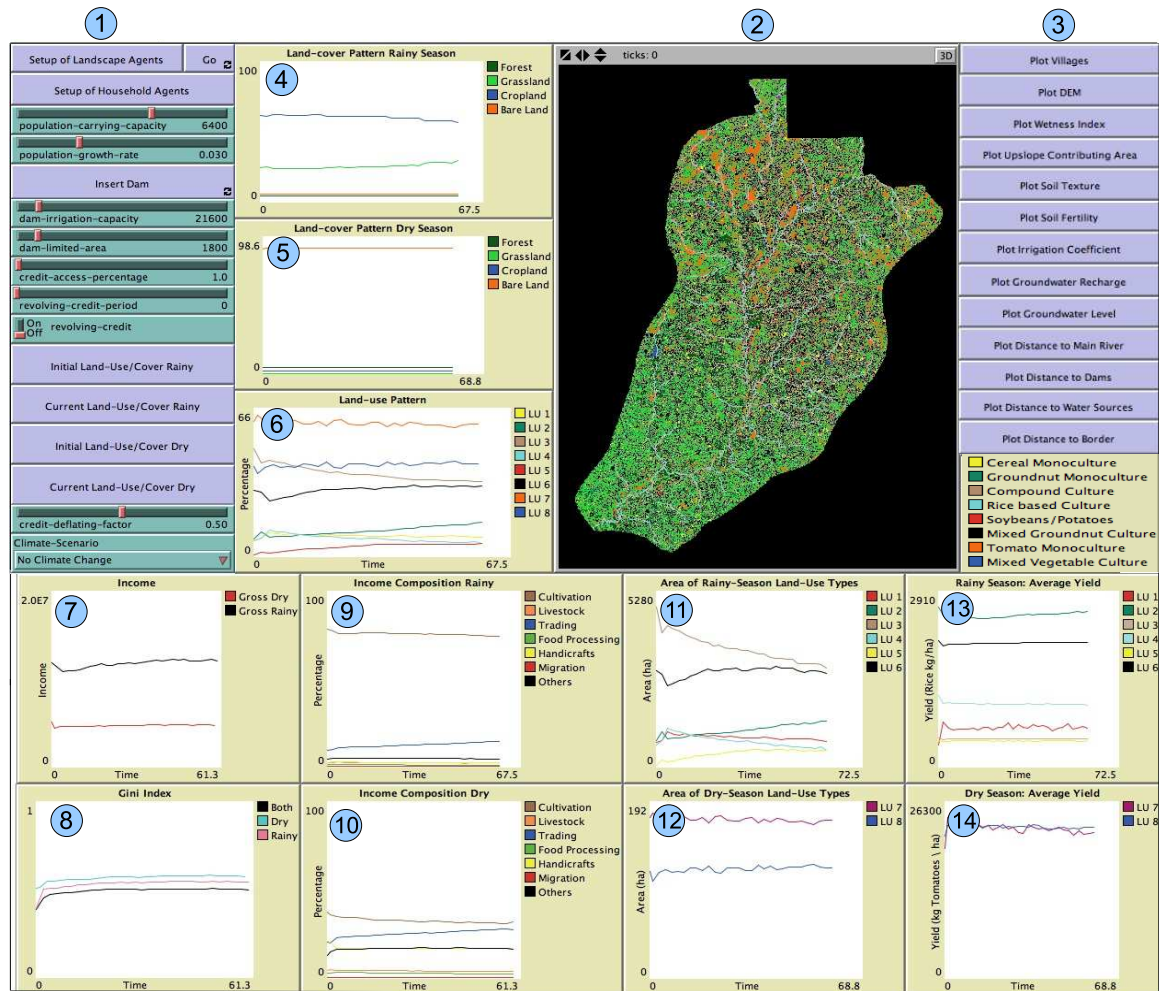 1
2
3
Setup of Landscape Agents
Go
Setup of Household Agents
population-carrying-capacity 6400
population-growth-rate 0.030
Insert Dam
dam-irrigation-capacity 21600
dam-limited-area 1800
credit-access-percentage 1.0
revolving-credit-period 0
On
Off
revolving-credit
Initial Land-Use/Cover Rainy
Current Land-Use/Cover Rainy
Initial Land-Use/Cover Dry
Current Land-Use/Cover Dry
credit-deflating-factor 0.50
Climate-Scenario
No Climate Change
Land-cover Pattern Rainy Season
100
4
Forest
Grassland
Cropland
Bare Land
0
0 67.5
Land-cover Pattern Dry Season
98.6
5
Forest
Grassland
Cropland
Bare Land
0
0 68.8
Land-use Pattern
66
6
Percentage
LU 1
LU 2
LU 3
LU 4
LU 5
LU 6
LU 7
LU 8
0
0 Time 67.5
ticks: 0
3D
Plot Villages
Plot DEM
Plot Wetness Index
Plot Upslope Contributing Area
Plot Soil Texture
Plot Soil Fertility
Plot Irrigation Coefficient
Plot Groundwater Recharge
Plot Groundwater Level
Plot Distance to Main River
Plot Distance to Dams
Plot Distance to Water Sources
Plot Distance to Border
Cereal Monoculture
Groundnut Monoculture
Compound Culture
Rice based Culture
Soybeans/Potatoes
Mixed Groundnut Culture
Tomato Monoculture
Mixed Vegetable Culture
Income
2.0E7
7
Income
Gross Dry
Gross Rainy
0
0 Time 61.3
Income Composition Rainy
100
9
Percentage
Cultivation
Livestock
Trading
Food Processing
Handicrafts
Migration
Others
0
0 Time 67.5
Area of Rainy-Season Land-Use Types
5280
11
Area (ha)
LU 1
LU 2
LU 3
LU 4
LU 5
LU 6
0
0 Time 72.5
Rainy Season: Average Yield
2910
13
Yield (Rice kg/ha)
LU 1
LU 2
LU 3
LU 4
LU 5
LU 6
0
0 Time 72.5
Gini Index
1
8
Both
Dry
Rainy
0
0 Time 61.3
Income Composition Dry
100
10
Percentage
Cultivation
Livestock
Trading
Food Processing
Handicrafts
Migration
Others
0
0 Time 61.3
Area of Dry-Season Land-Use Types
192
12
Area (ha)
LU 7
LU 8
0
0 Time 68.8
Dry Season: Average Yield
26300
14
Yield (kg Tomatoes \ ha)
LU 7
LU 8
0
0 Time 68.8